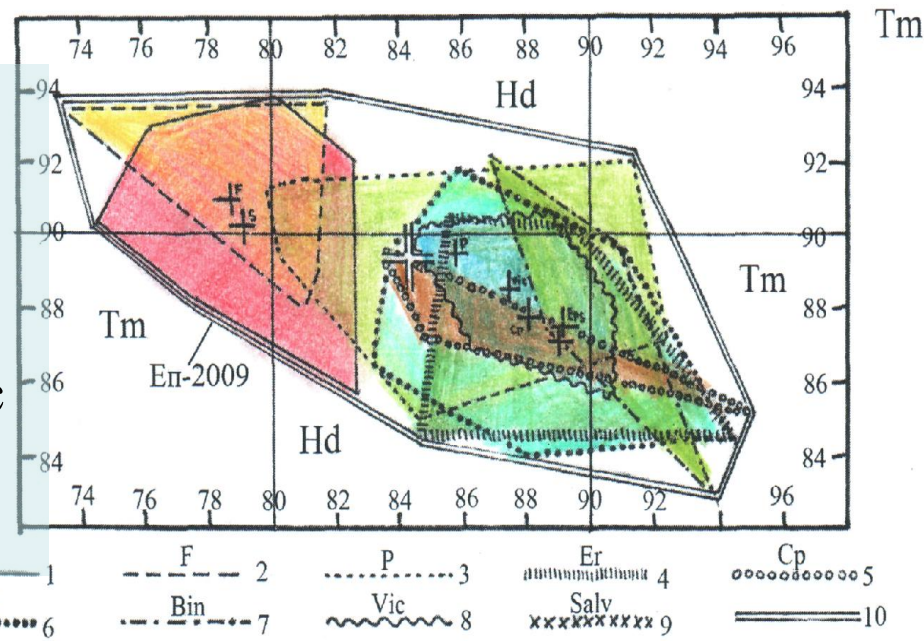 Tm
74 76 78 80 82 84 86 88 90 92 94 96
94 Hd 94
92 92
F
S
90 P 90
Tm
88 88
Tm Cp
Еп-2009
86 86
с
Hd
84 84
74 76 78 80 82 84 86 88 90 92 94 96
1 F 2 P 3 Er 4 Cp 5
6 Bin 7 Vic 8 Salv 9 10